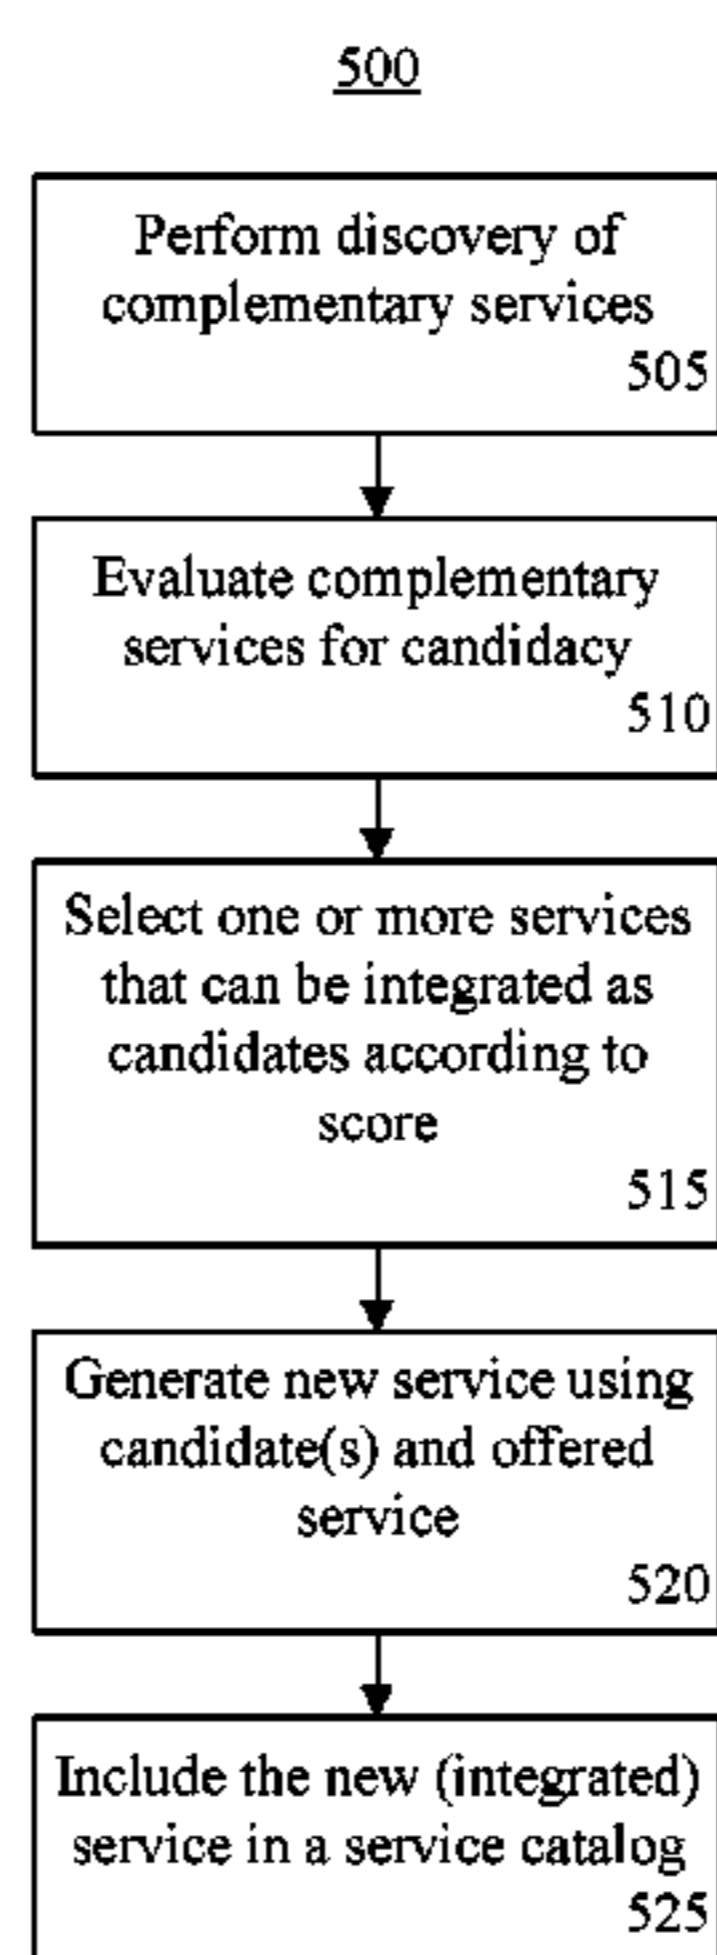 500
Perform discovery of
complementary services
505
Evaluate complementary
services for candidacy
510
Select one or more services
that can be integrated as
candidates according to
score
515
Generate new service using
candidate(s) and offered
service
520
Include the new (integrated)
service in a service catalog
525